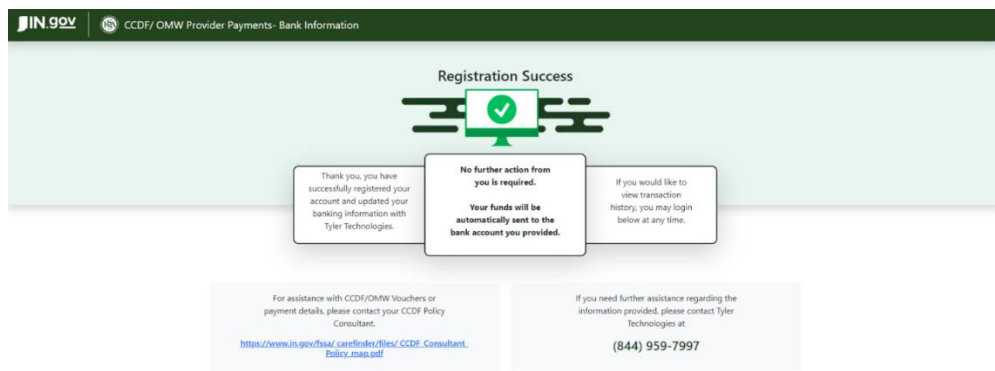 IN.gov
CCDF/ OMW Provider Payments- Bank Information
Registration Success
Thank you, you have
successfully registered your
account and updated your
banking information with
Tyler Technologies.
No further action from
you is required.
Your funds will be
automatically sent to the
bank account you provided.
If you would like to
view transaction
history, you may login
below at any time.
For assistance with CCDF/OMW Vouchers or
payment details, please contact your CCDF Policy
Consultant.
https://www.in.gov/fssa/ carefinder/files/ CCDF_Consultant_
Policy_map.pdf
If you need further assistance regarding the
information provided, please contact Tyler
Technologies at
(844) 959-7997